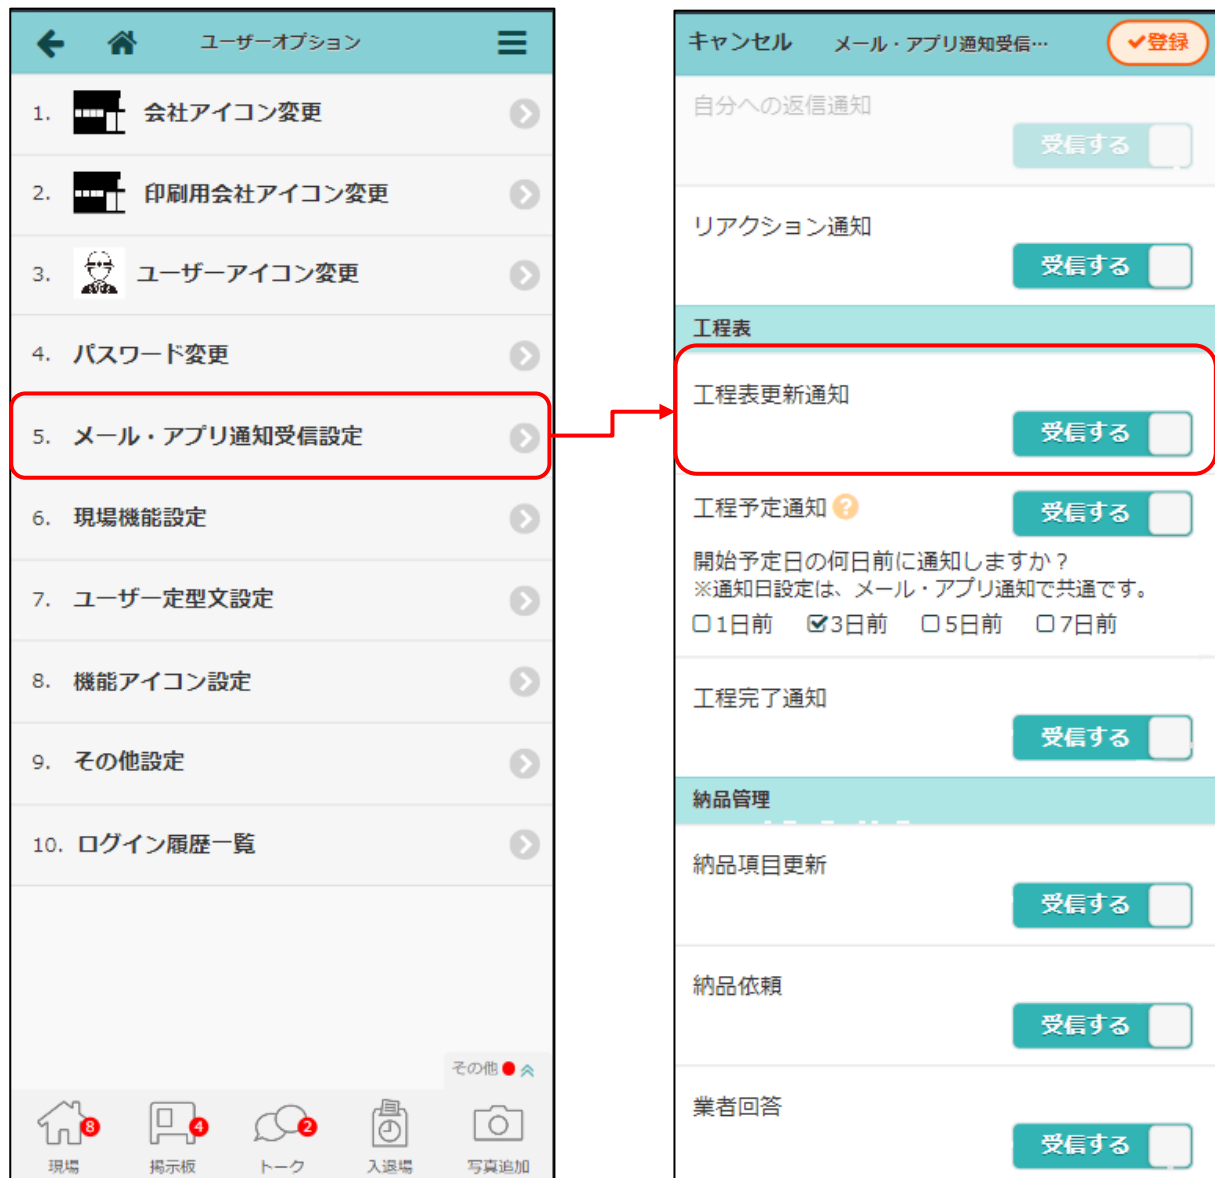 ユーザーオプション
1. 会社アイコン変更
2. 印刷用会社アイコン変更
3. ユーザーアイコン変更
4. パスワード変更
5. メール・アプリ通知受信設定
6. 現場機能設定
7. ユーザー定型文設定
8. 機能アイコン設定
9. その他設定
10. ログイン履歴一覧
その他
8
4
2
現場
掲示板
トーク
入退場
写真追加
キャンセル
メール・アプリ通知受信…
登録
自分への返信通知
受信する
リアクション通知
受信する
工程表
工程表更新通知
受信する
工程予定通知 ?
受信する
開始予定日の何日前に通知しますか？
※通知日設定は、メール・アプリ通知で共通です。
1日前 3日前 5日前 7日前
工程完了通知
受信する
納品管理
納品項目更新
受信する
納品依頼
受信する
業者回答
受信する